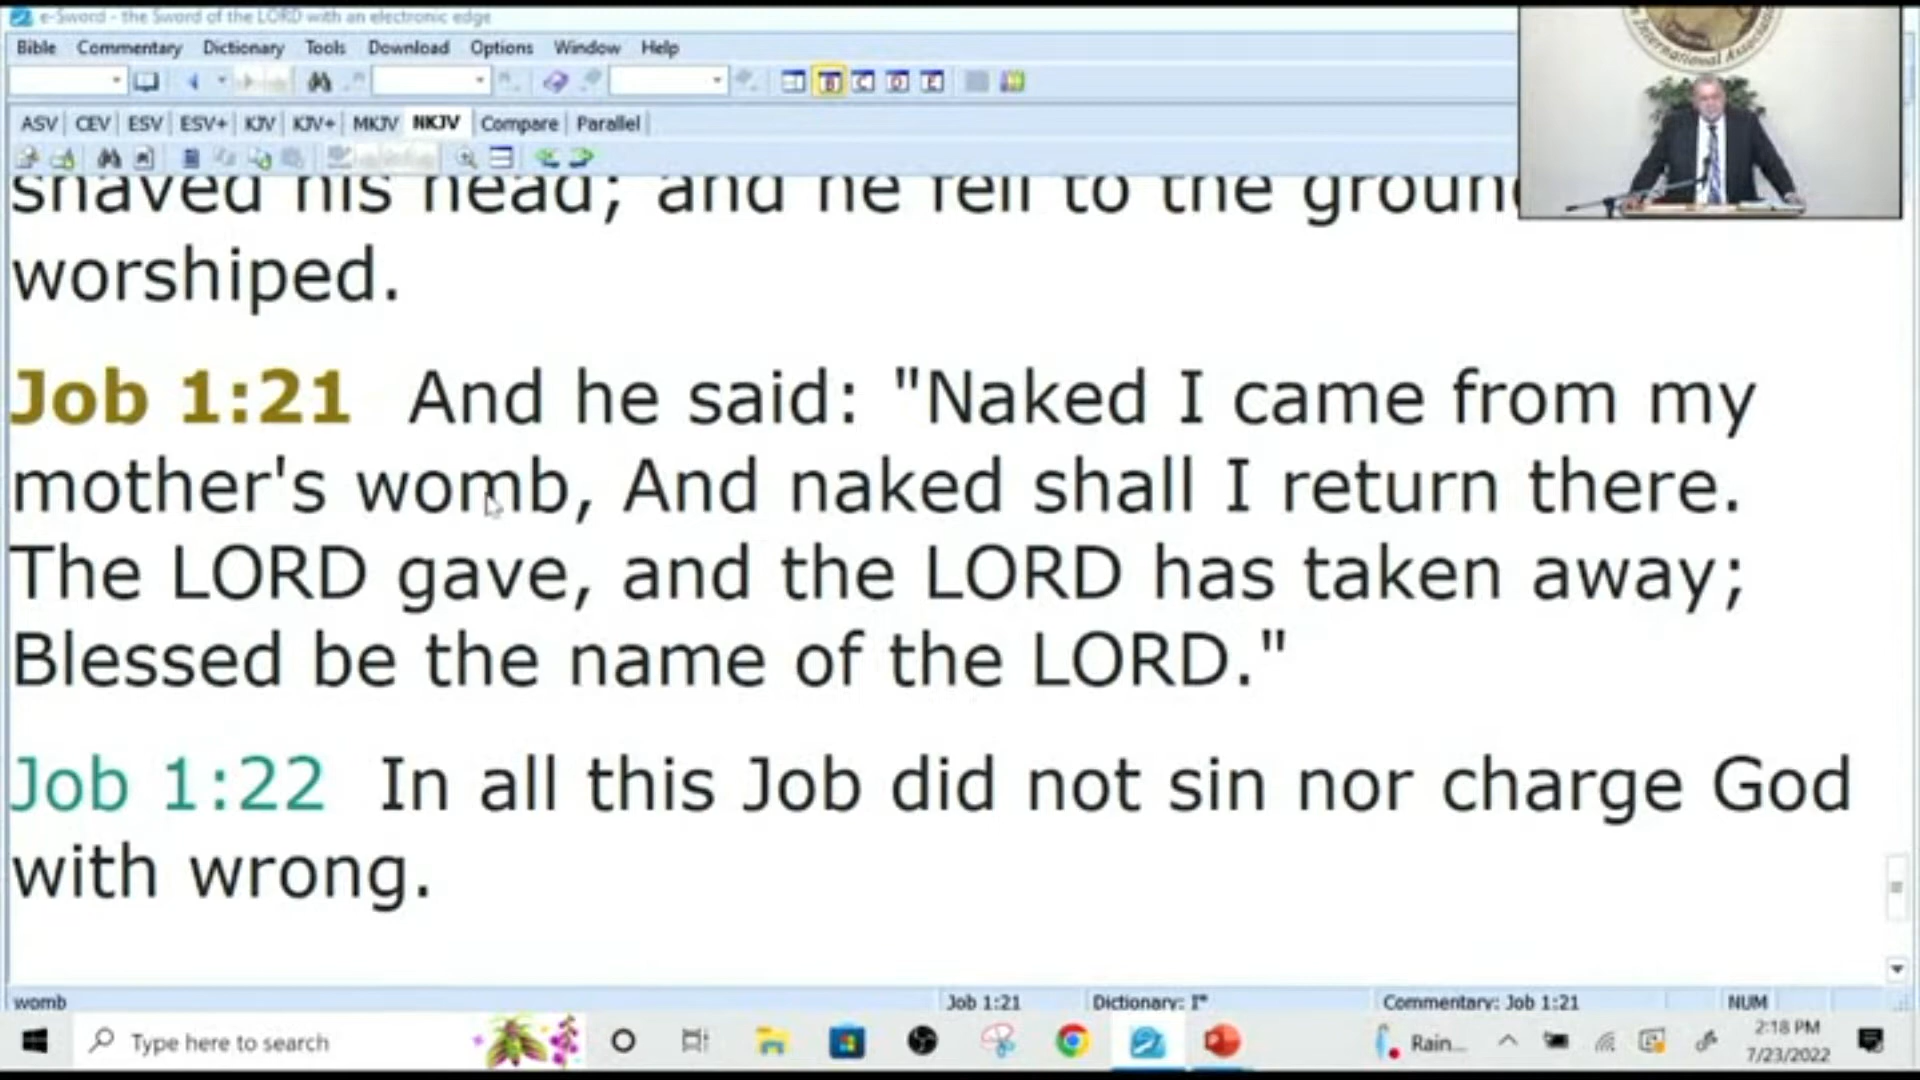 e-Sword - the Sword of the LORD with an electronic edge
Bible Commentary Dictionary Tools Download Options Window Help
International Associa
ASV CEV ESV ESV+ KJV KJV+ MKJV NKJV Compare Parallel
shaved his head; and he fell to the groun
worshiped.
Job 1:21 And he said: "Naked I came from my
mother's womb, And naked shall I return there.
The LORD gave, and the LORD has taken away;
Blessed be the name of the LORD."
Job 1:22 In all this Job did not sin nor charge God
with wrong.
womb Job 1:21 Dictionary: I* Commentary: Job 1:21 NUM
Type here to search Rain... 2:18 PM
7/23/2022